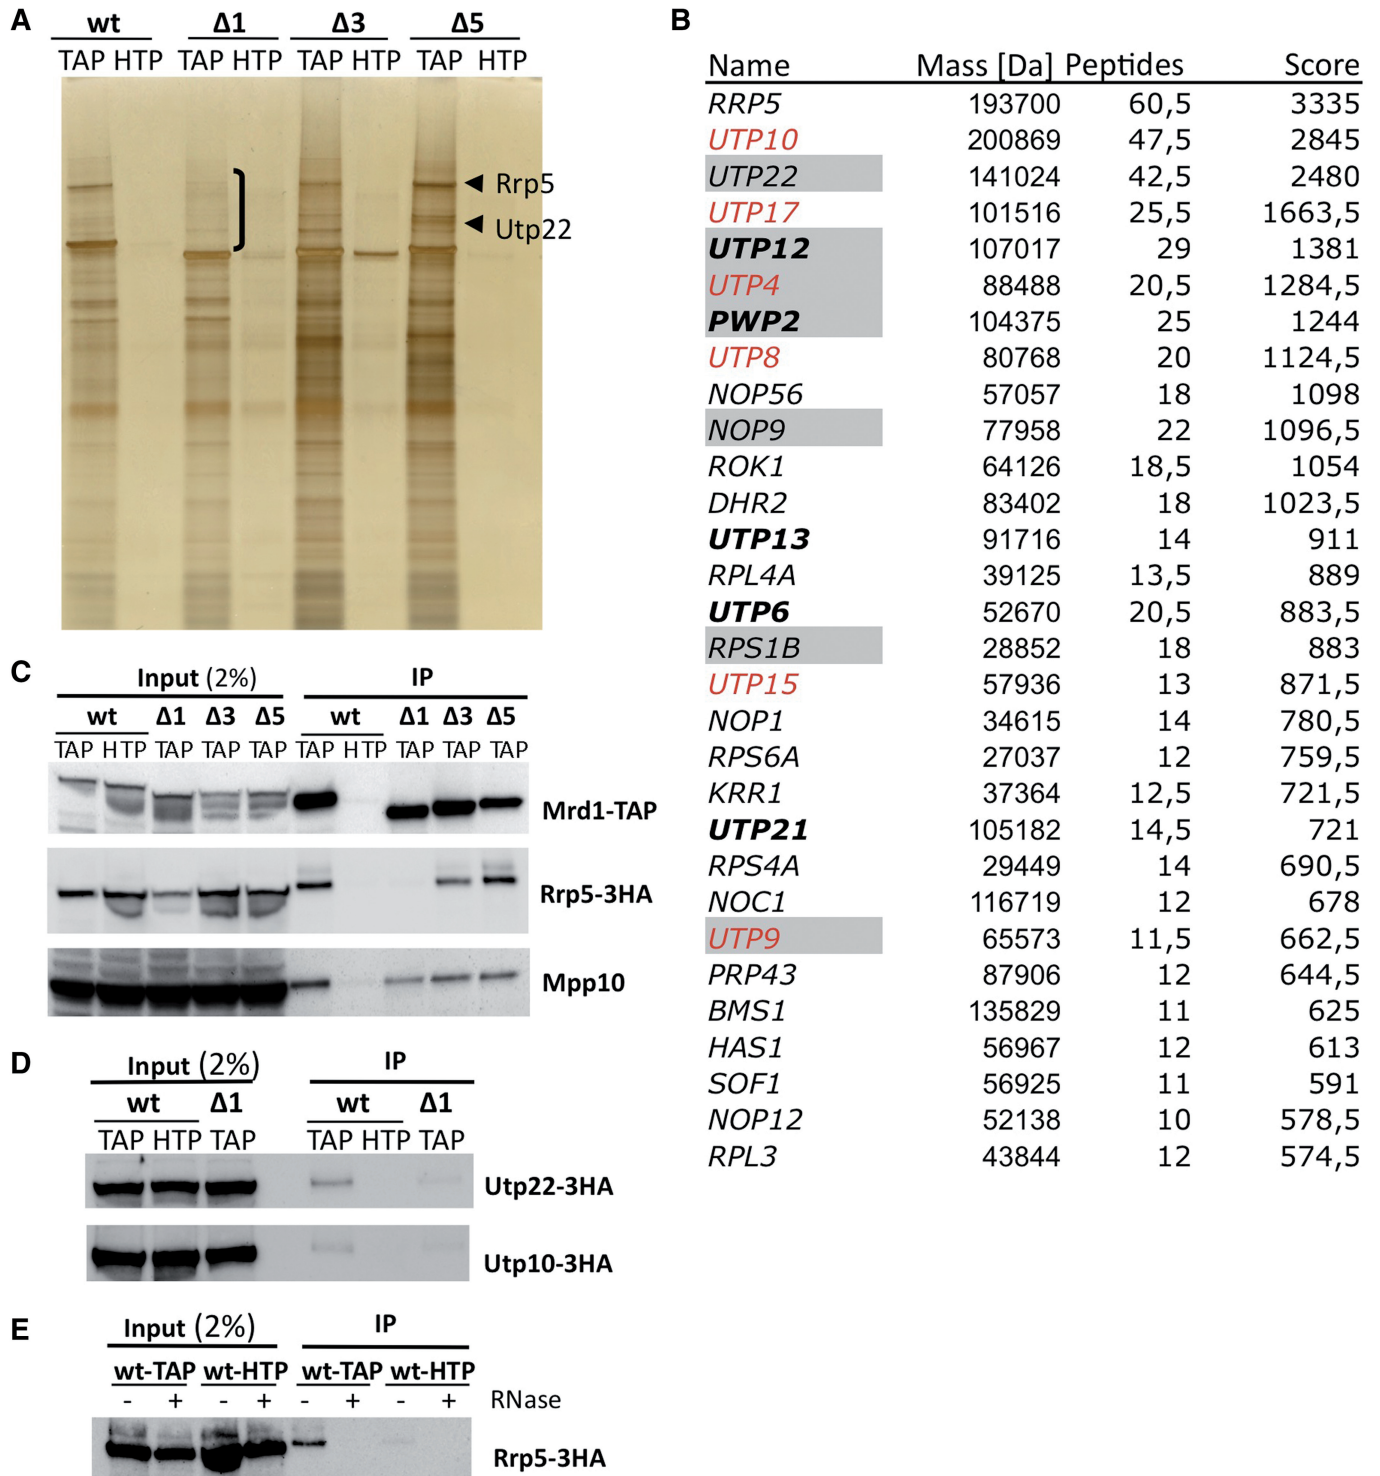 A
wt Δ1 Δ3 Δ5
TAP HTP TAP HTP TAP HTP TAP HTP
Rrp5
Utp22
B
Name Mass [Da] Peptides Score
RRP5 193700 60,5 3335
UTP10 200869 47,5 2845
UTP22 141024 42,5 2480
UTP17 101516 25,5 1663,5
UTP12 107017 29 1381
UTP4 88488 20,5 1284,5
PWP2 104375 25 1244
UTP8 80768 20 1124,5
NOP56 57057 18 1098
NOP9 77958 22 1096,5
ROK1 64126 18,5 1054
DHR2 83402 18 1023,5
UTP13 91716 14 911
RPL4A 39125 13,5 889
UTP6 52670 20,5 883,5
RPS1B 28852 18 883
UTP15 57936 13 871,5
NOP1 34615 14 780,5
RPS6A 27037 12 759,5
KRR1 37364 12,5 721,5
UTP21 105182 14,5 721
RPS4A 29449 14 690,5
NOC1 116719 12 678
UTP9 65573 11,5 662,5
PRP43 87906 12 644,5
BMS1 135829 11 625
HAS1 56967 12 613
SOF1 56925 11 591
NOP12 52138 10 578,5
RPL3 43844 12 574,5
C
Input (2%) IP
wt Δ1 Δ3 Δ5 wt Δ1 Δ3 Δ5
TAP HTP TAP TAP TAP TAP HTP TAP TAP TAP
Mrd1-TAP
Rrp5-3HA
Mpp10
D
Input (2%) IP
wt Δ1 wt Δ1
TAP HTP TAP TAP HTP TAP
Utp22-3HA
Utp10-3HA
E
Input (2%) IP
wt-TAP wt-HTP wt-TAP wt-HTP
- + - + - + - + RNase
Rrp5-3HA